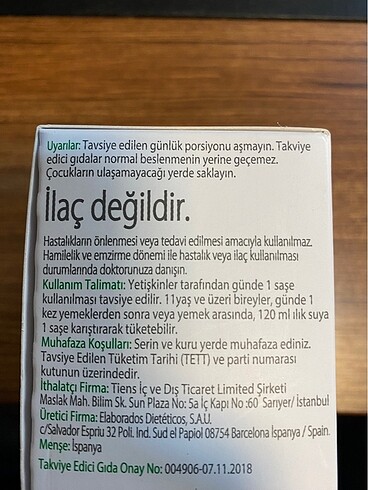 Uyarılar: Tavsiye edilen günlük porsiyonu aşmayın. Takviye
edici gıdalar normal beslenmenin yerine geçemez.
Çocukların ulaşamayacağı yerde saklayın.
İlaç değildir.
Hastalıkların önlenmesi veya tedavi edilmesi amacıyla kullanılmaz.
Hamilelik ve emzirme dönemi ile hastalık veya ilaç kullanılması
durumlarında doktorunuza danışın.
Kullanım Talimatı: Yetişkinler tarafından günde 1 saşe
kullanılması tavsiye edilir. 11yaş ve üzeri bireyler, günde 1
kez yemeklerden sonra veya yemek arasında, 120 ml ılık suya
1 saşe karıştırarak tüketebilir.
Muhafaza Koşulları: Serin ve kuru yerde muhafaza ediniz.
Tavsiye Edilen Tüketim Tarihi (TETT) ve parti numarası
kutunun üzerindedir.
İthalatçı Firma: Tiens İç ve Dış Ticaret Limited Şirketi
Maslak Mah. Bilim Sk. Sun Plaza No: 5a İç Kapı No :60 Sarıyer/ İstanbul
Üretici Firma: Elaborados Dietéticos, S.A.U.
c/Salvador Espriu 32 Poli. Ind. Sud el Papiol 08754 Barcelona İspanya / Spain.
Menşe: İspanya
Takviye Edici Gıda Onay No: 004906-07.11.2018